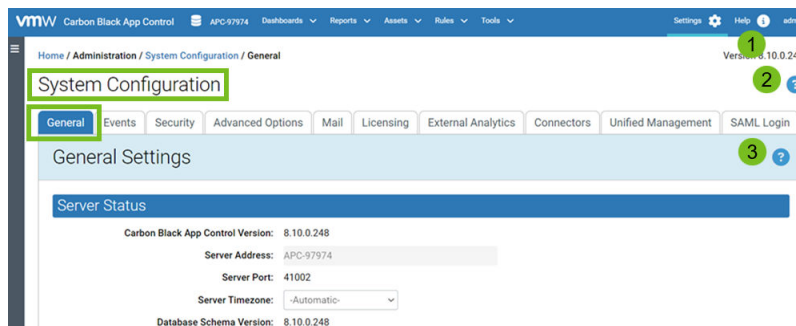 vmw Carbon Black App Control APC-97974 Dashboards Reports Assets Rules Tools Settings Help adm
1
Home / Administration / System Configuration / General Version 8.10.0.24
System Configuration 2 ?
General Events Security Advanced Options Mail Licensing External Analytics Connectors Unified Management SAML Login
General Settings 3 ?
Server Status
Carbon Black App Control Version: 8.10.0.248
Server Address: APC-97974
Server Port: 41002
Server Timezone: -Automatic-
Database Schema Version: 8.10.0.248